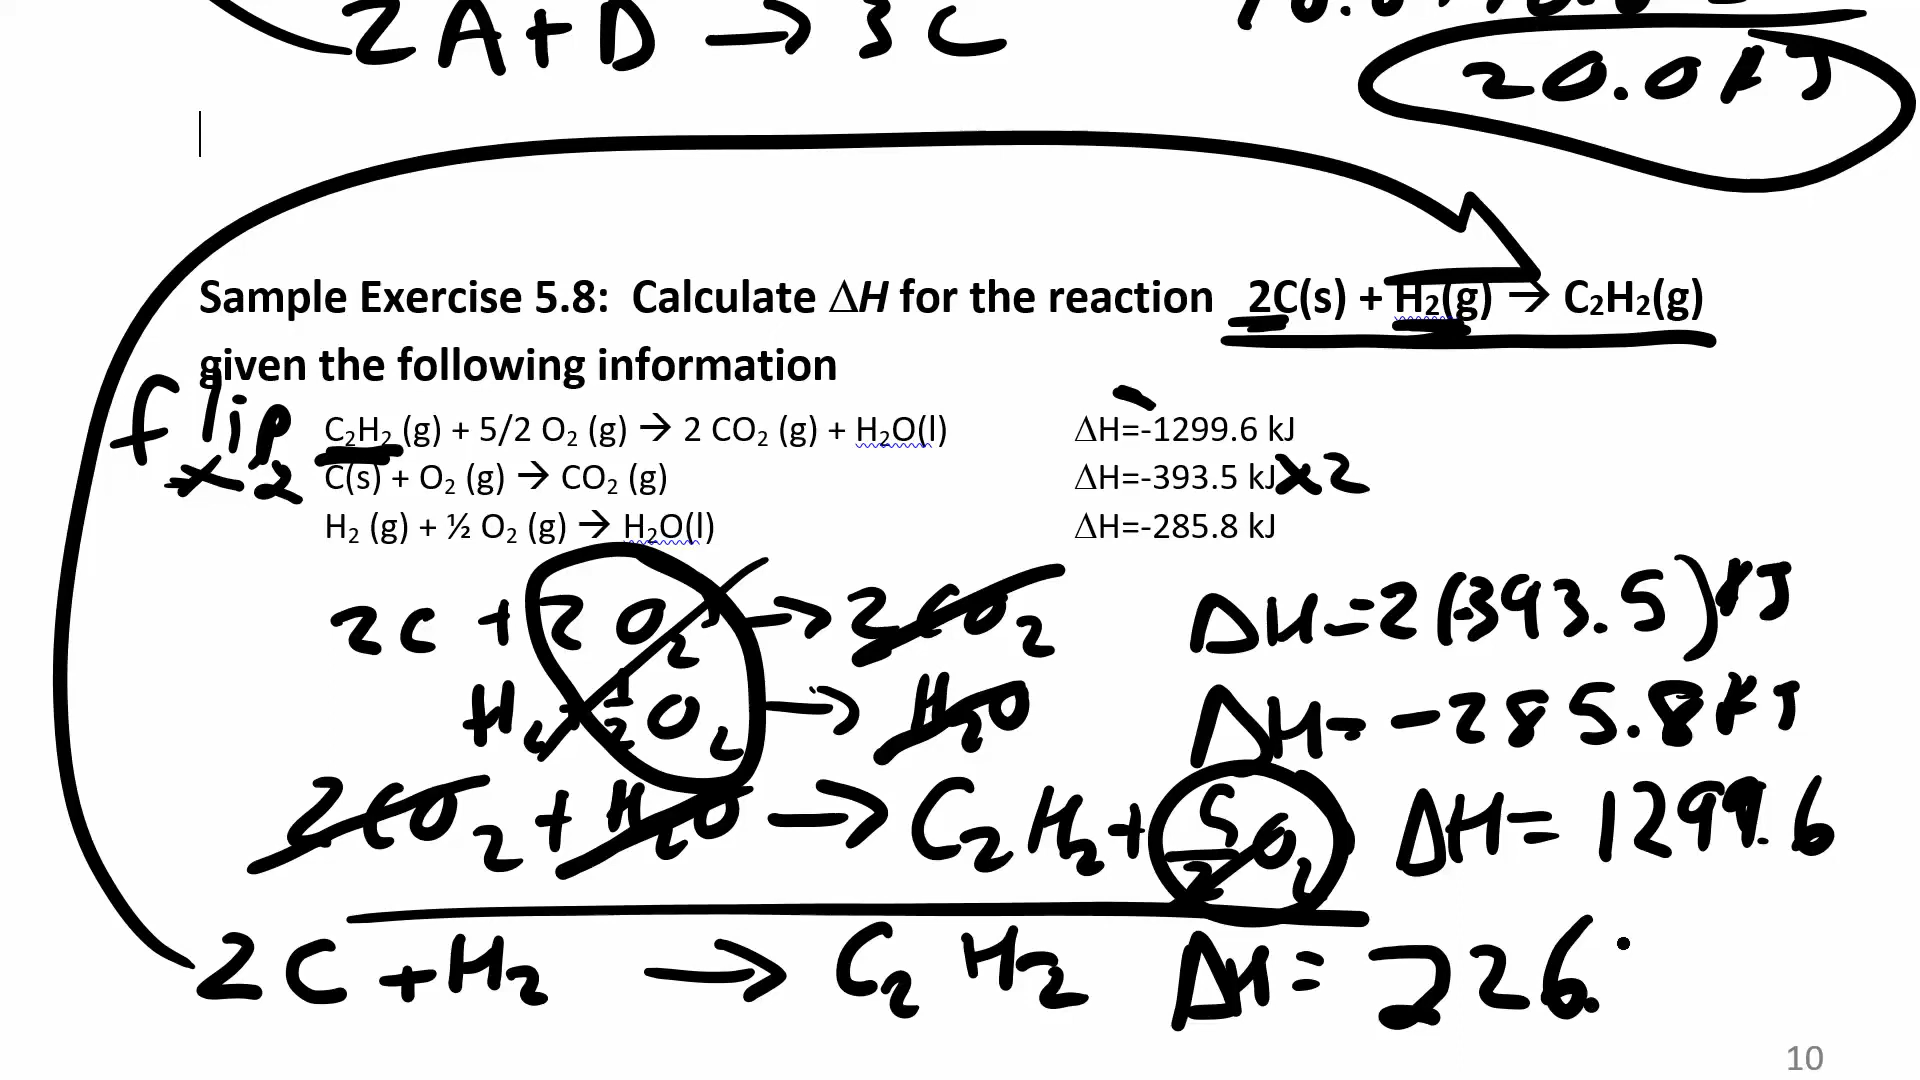 2A+D → 3C
20.0 kJ
Sample Exercise 5.8: Calculate ΔH for the reaction 2C(s) + H₂(g) → C₂H₂(g)
given the following information
flip
C₂H₂ (g) + 5/2 O₂ (g) → 2 CO₂ (g) + H₂O(l) ΔH=-1299.6 kJ
x2 C(s) + O₂ (g) → CO₂ (g) ΔH=-393.5 kJ x2
H₂ (g) + ½ O₂ (g) → H₂O(l) ΔH=-285.8 kJ
2C + 2O₂ → 2CO₂ ΔH=2(-393.5)kJ
H₂ + ½O₂ → H₂O ΔH=-285.8kJ
2CO₂ + H₂O → C₂H₂ + 5/2 O₂ ΔH=1299.6
2C + H₂ → C₂H₂ ΔH=226.
10